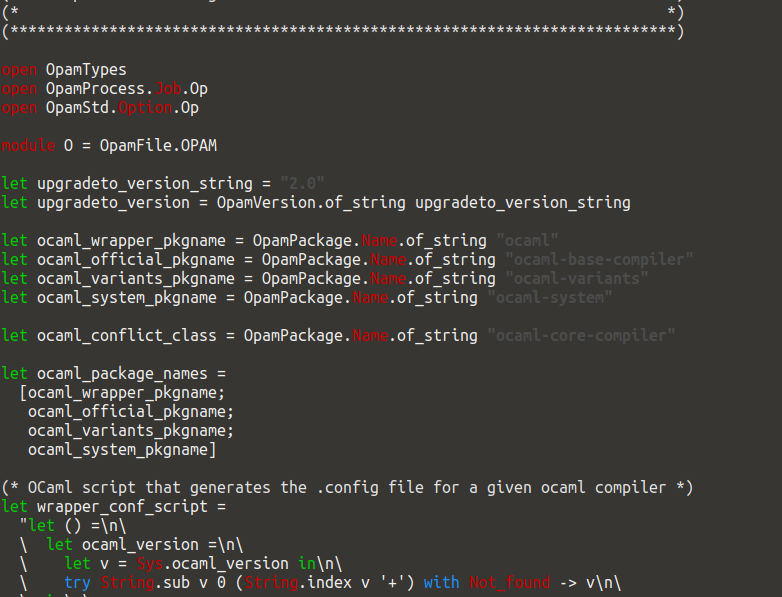 (*                                                                        *)
(**************************************************************************)
open OpamTypes
open OpamProcess.Job.Op
open OpamStd.Option.Op
module O = OpamFile.OPAM
let upgradeto_version_string = "2.0"
let upgradeto_version = OpamVersion.of_string upgradeto_version_string
let ocaml_wrapper_pkgname = OpamPackage.Name.of_string "ocaml"
let ocaml_official_pkgname = OpamPackage.Name.of_string "ocaml-base-compiler"
let ocaml_variants_pkgname = OpamPackage.Name.of_string "ocaml-variants"
let ocaml_system_pkgname = OpamPackage.Name.of_string "ocaml-system"
let ocaml_conflict_class = OpamPackage.Name.of_string "ocaml-core-compiler"
let ocaml_package_names =
  [ocaml_wrapper_pkgname;
   ocaml_official_pkgname;
   ocaml_variants_pkgname;
   ocaml_system_pkgname]
(* OCaml script that generates the .config file for a given ocaml compiler *)
let wrapper_conf_script =
  "let () =\n\
  \  let ocaml_version =\n\
  \    let v = Sys.ocaml_version in\n\
  \    try String.sub v 0 (String.index v '+') with Not_found -> v\n\